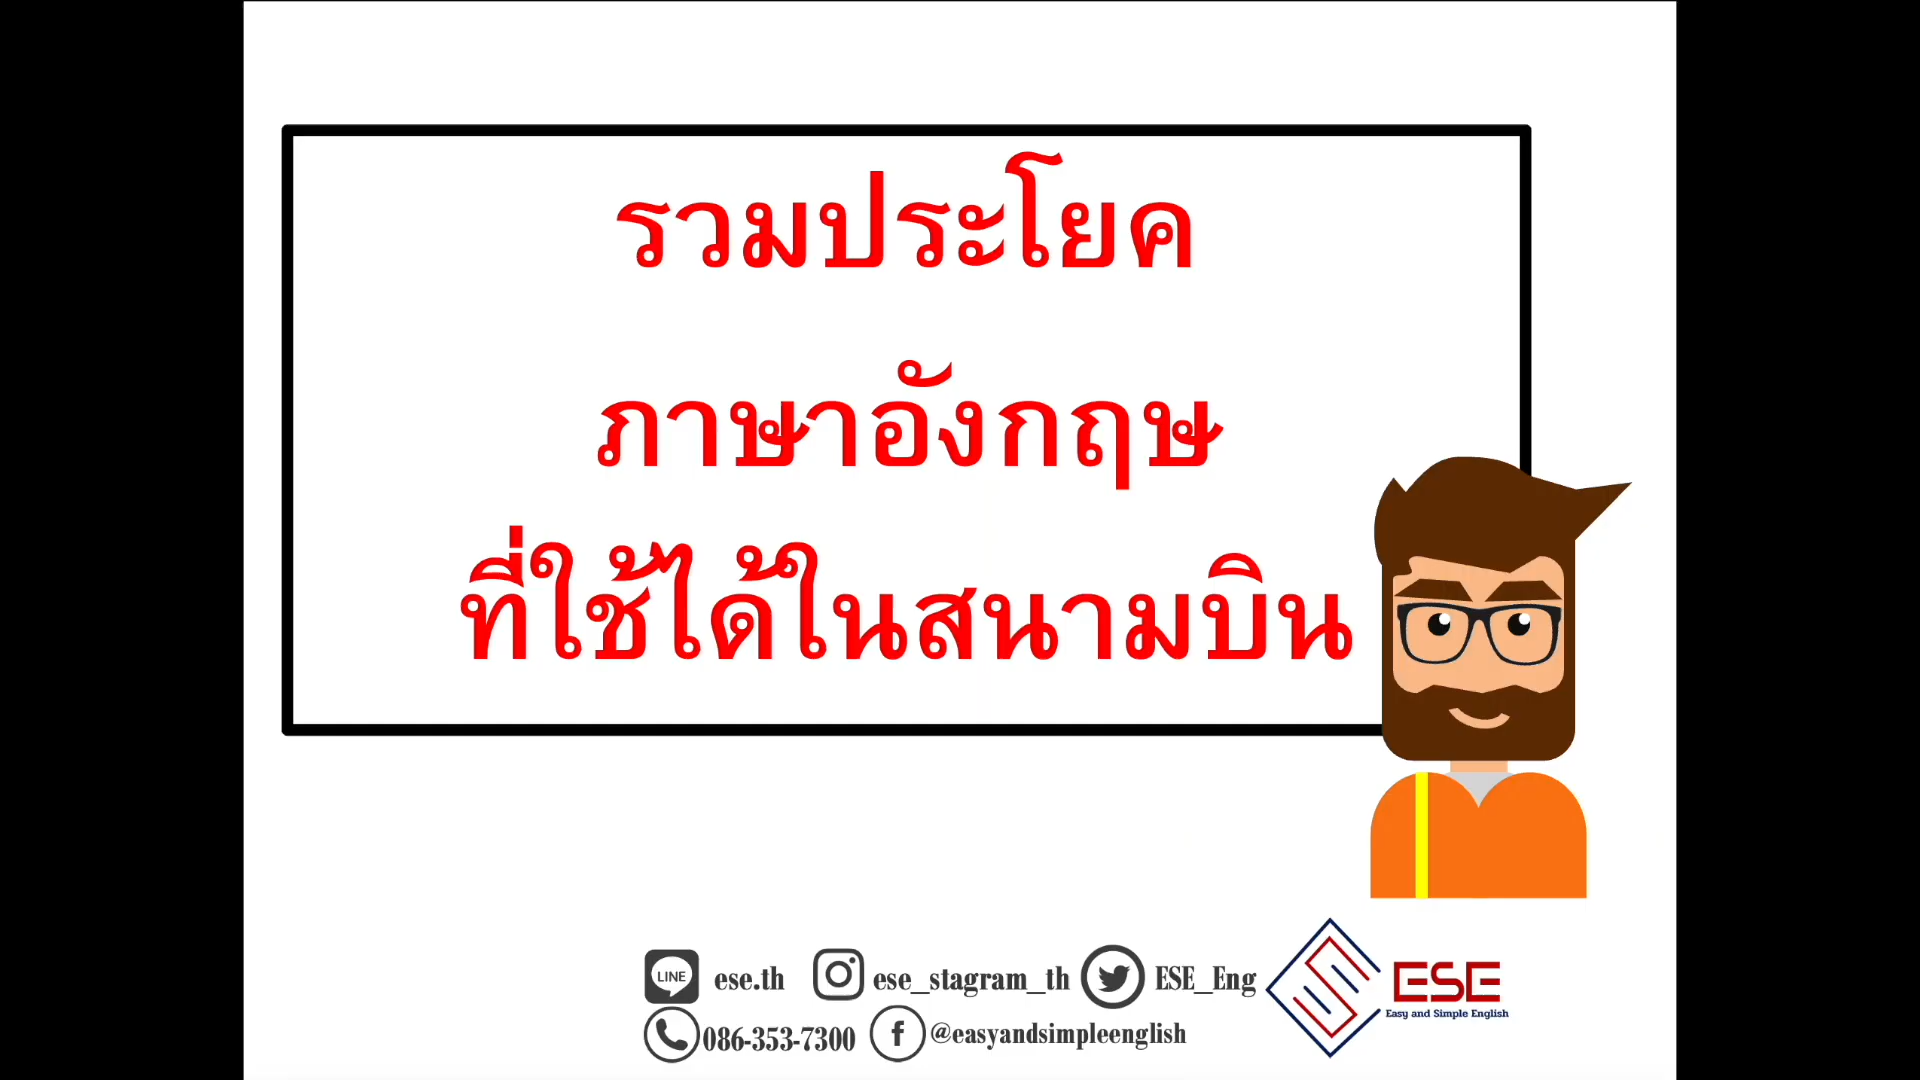 รวมประโยค
ภาษาอังกฤษ
ที่ใช้ได้ในสนามบิน
LINE ese.th ese_stagram_th ESE_Eng
086-353-7300 f @easyandsimpleenglish
ESE
Easy and Simple English